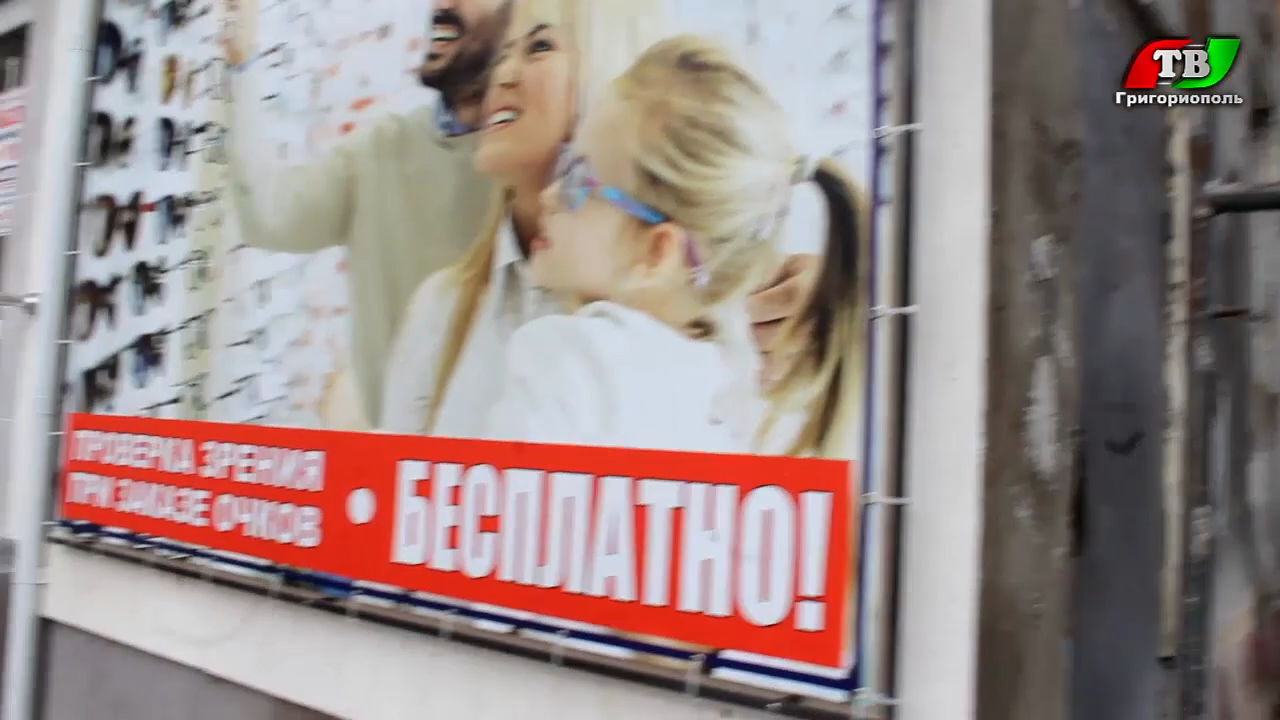 ТВ
Григориополь
ПРОВЕРКА ЗРЕНИЯ
ПРИ ЗАКАЗЕ ОЧКОВ
• БЕСПЛАТНО!